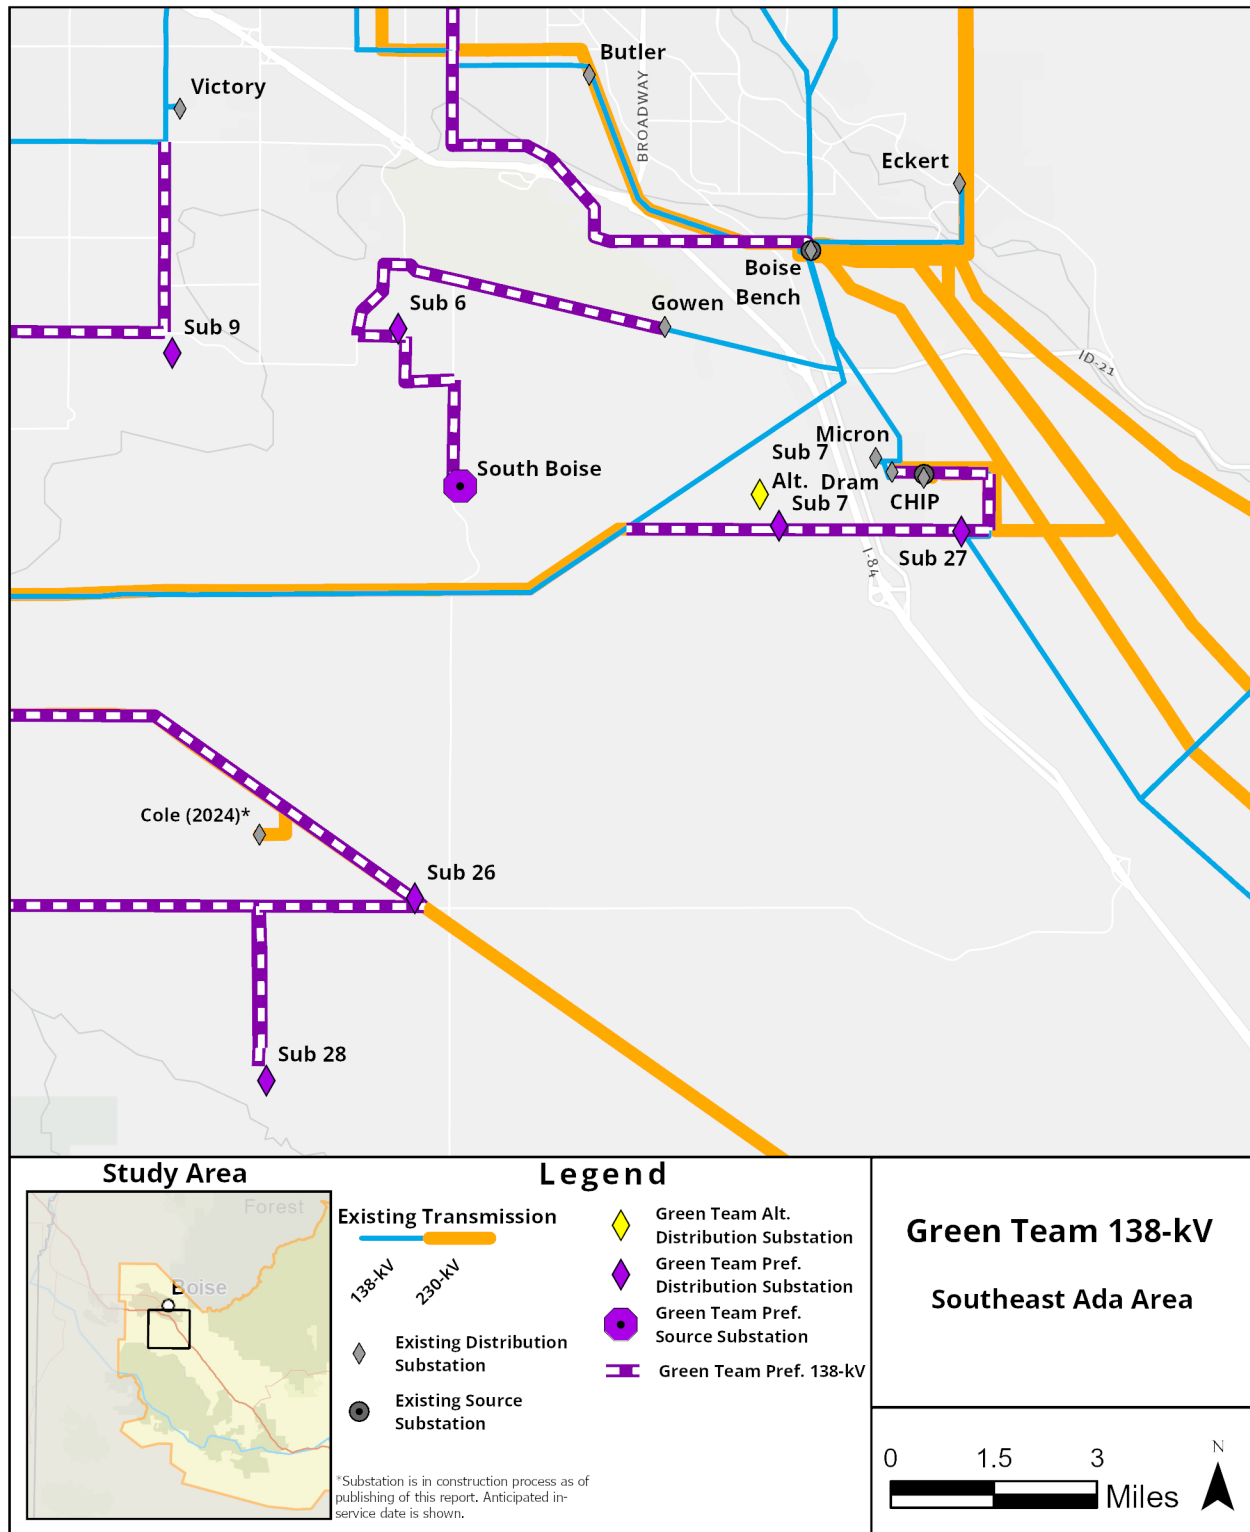 Butler
Victory
BROADWAY
Eckert
Boise
Bench
Gowen
Sub 6
Sub 9
ID-21
Micron
Sub 7
Alt.
Dram
South Boise
Sub 7
CHIP
Sub 27
I-84
Cole (2024)*
Sub 26
Sub 28
Study Area
Forest
Boise
Legend
Existing Transmission
138-kV
230-kV
Existing Distribution
Substation
Existing Source
Substation
Green Team Alt.
Distribution Substation
Green Team Pref.
Distribution Substation
Green Team Pref.
Source Substation
Green Team Pref. 138-kV
*Substation is in construction process as of
publishing of this report. Anticipated in-
service date is shown.
Green Team 138-kV
Southeast Ada Area
0 1.5 3
Miles
N